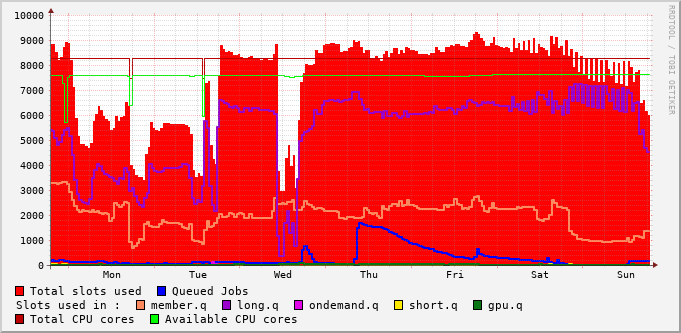 10000
9000
8000
7000
6000
5000
4000
3000
2000
1000
0
Mon Tue Wed Thu Fri Sat Sun
RRDTOOL / TOBI OETIKER
Total slots used Queued Jobs
Slots used in : member.q long.q ondemand.q short.q gpu.q
Total CPU cores Available CPU cores